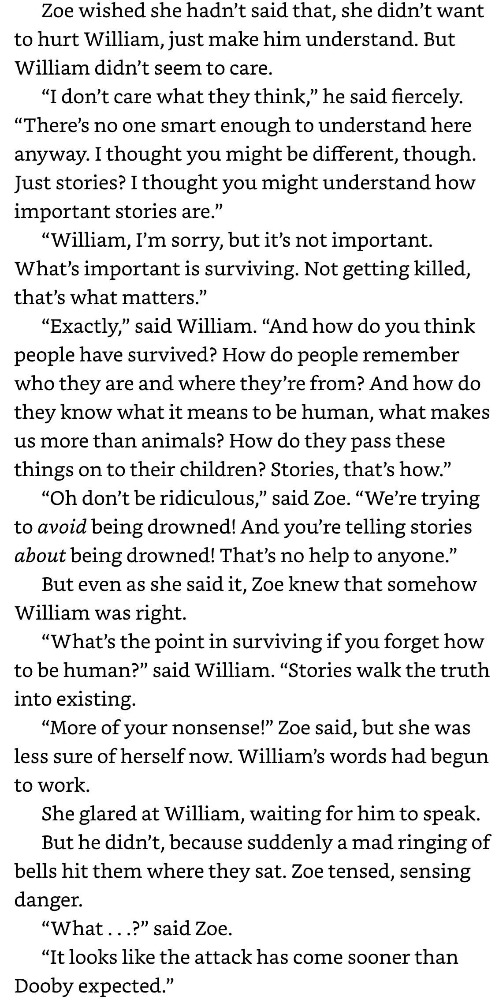 Zoe wished she hadn’t said that, she didn’t want
to hurt William, just make him understand. But
William didn’t seem to care.
“I don’t care what they think,” he said fiercely.
“There’s no one smart enough to understand here
anyway. I thought you might be different, though.
Just stories? I thought you might understand how
important stories are.”
“William, I’m sorry, but it’s not important.
What’s important is surviving. Not getting killed,
that’s what matters.”
“Exactly,” said William. “And how do you think
people have survived? How do people remember
who they are and where they’re from? And how do
they know what it means to be human, what makes
us more than animals? How do they pass these
things on to their children? Stories, that’s how.”
“Oh don’t be ridiculous,” said Zoe. “We’re trying
to avoid being drowned! And you’re telling stories
about being drowned! That’s no help to anyone.”
But even as she said it, Zoe knew that somehow
William was right.
“What’s the point in surviving if you forget how
to be human?” said William. “Stories walk the truth
into existing.
“More of your nonsense!” Zoe said, but she was
less sure of herself now. William’s words had begun
to work.
She glared at William, waiting for him to speak.
But he didn’t, because suddenly a mad ringing of
bells hit them where they sat. Zoe tensed, sensing
danger.
“What . . .?” said Zoe.
“It looks like the attack has come sooner than
Dooby expected.”